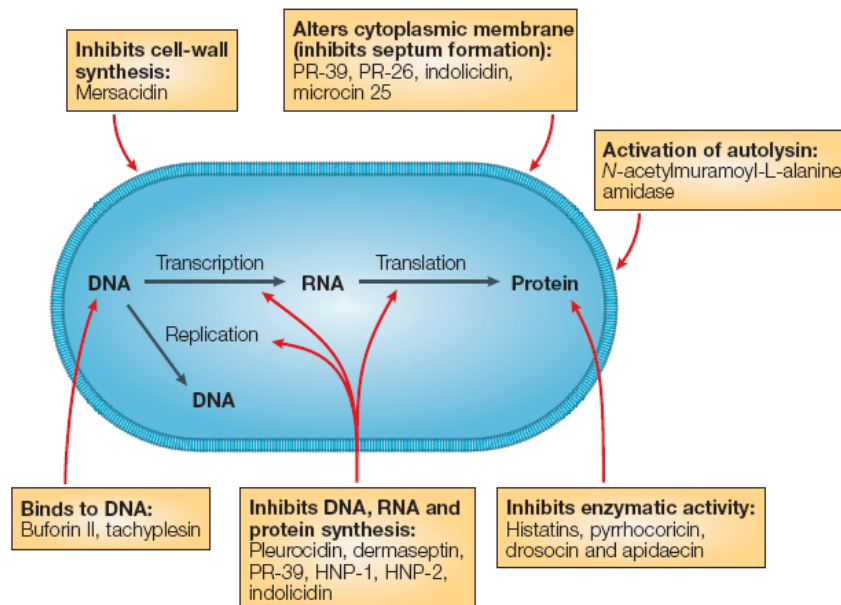 Inhibits cell-wall
synthesis:
Mersacidin
Alters cytoplasmic membrane
(inhibits septum formation):
PR-39, PR-26, indolicidin,
microcin 25
Activation of autolysin:
N-acetylmuramoyl-L-alanine
amidase
DNA
Transcription
RNA
Translation
Protein
Replication
DNA
Binds to DNA:
Buforin II, tachyplesin
Inhibits DNA, RNA and
protein synthesis:
Pleurocidin, dermaseptin,
PR-39, HNP-1, HNP-2,
indolicidin
Inhibits enzymatic activity:
Histatins, pyrrhocoricin,
drosocin and apidaecin